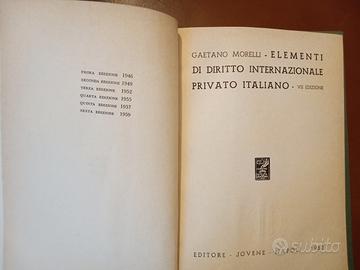 PRIMA EDIZIONE 1946
SECONDA EDIZIONE 1949
TERZA EDIZIONE 1952
QUARTA EDIZIONE 1955
QUINTA EDIZIONE 1957
SESTA EDIZIONE 1959
GAETANO MORELLI - ELEMENTI
DI DIRITTO INTERNAZIONALE
PRIVATO ITALIANO - VII EDIZIONE
EDITORE - JOVENE - NAPOLI
subito